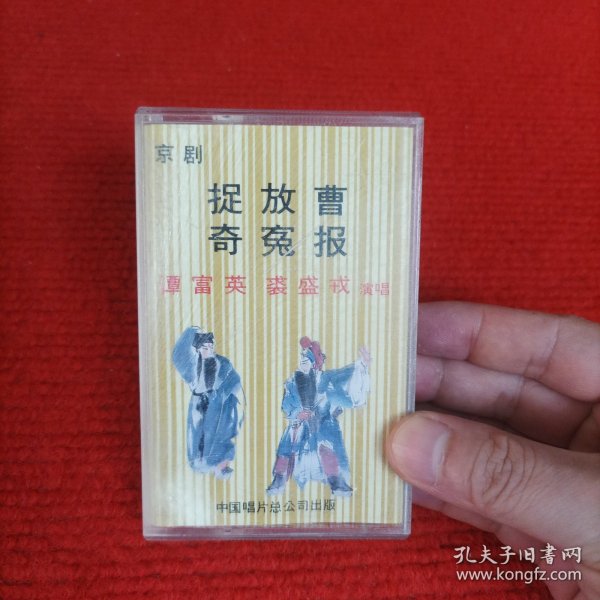 京剧
捉放曹
奇冤报
谭富英 裘盛戎 演唱
中国唱片总公司出版
孔夫子旧书网
www.kongfz.com